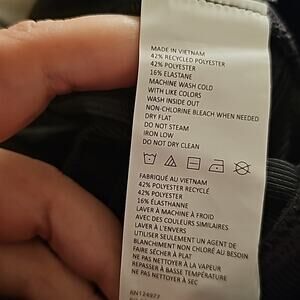 MADE IN VIETNAM
42% RECYCLED POLYESTER
42% POLYESTER
16% ELASTANE
MACHINE WASH COLD
WITH LIKE COLORS
WASH INSIDE OUT
NON-CHLORINE BLEACH WHEN NEEDED
DRY FLAT
DO NOT STEAM
IRON LOW
DO NOT DRY CLEAN
FABRIQUÉ AU VIETNAM
42% POLYESTER RECYCLÉ
42% POLYESTER
16% ÉLASTHANNE
LAVER À MACHINE À FROID
AVEC DES COULEURS SIMILAIRES
LAVER À L'ENVERS
UTILISER SEULEMENT UN AGENT DE
BLANCHIMENT NON CHLORÉ AU BESOIN
FAIRE SÉCHER À PLAT
NE PAS NETTOYER À LA VAPEUR
REPASSER À BASSE TEMPÉRATURE
NE PAS NETTOYER À SEC